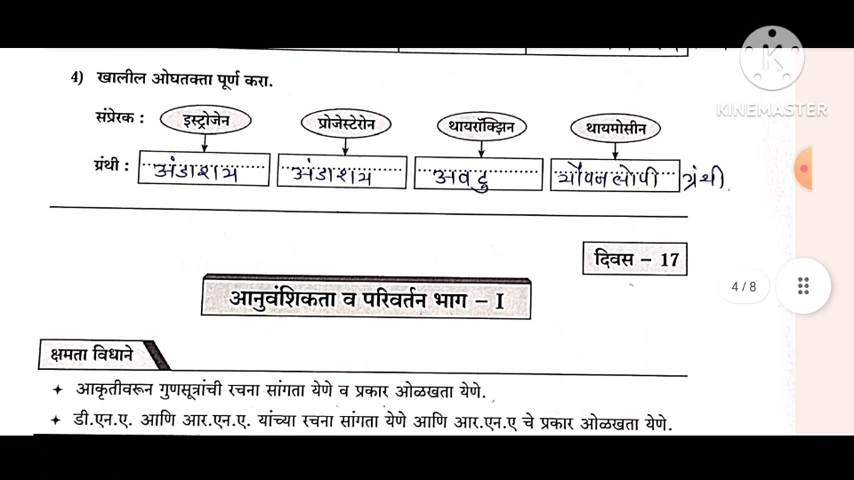 KINEMASTER
4) खालील ओघतक्ता पूर्ण करा.
संप्रेरक : इस्ट्रोजेन प्रोजेस्टेरोन थायरॉक्झिन थायमोसीन
ग्रंथी : अंडाशय अंडाशय अवटु यौवनलोपी ग्रंथी
दिवस – 17
आनुवंशिकता व परिवर्तन भाग – I
4/8
क्षमता विधाने
आकृतीवरून गुणसूत्रांची रचना सांगता येणे व प्रकार ओळखता येणे.
डी.एन.ए. आणि आर.एन.ए. यांच्या रचना सांगता येणे आणि आर.एन.ए चे प्रकार ओळखता येणे.